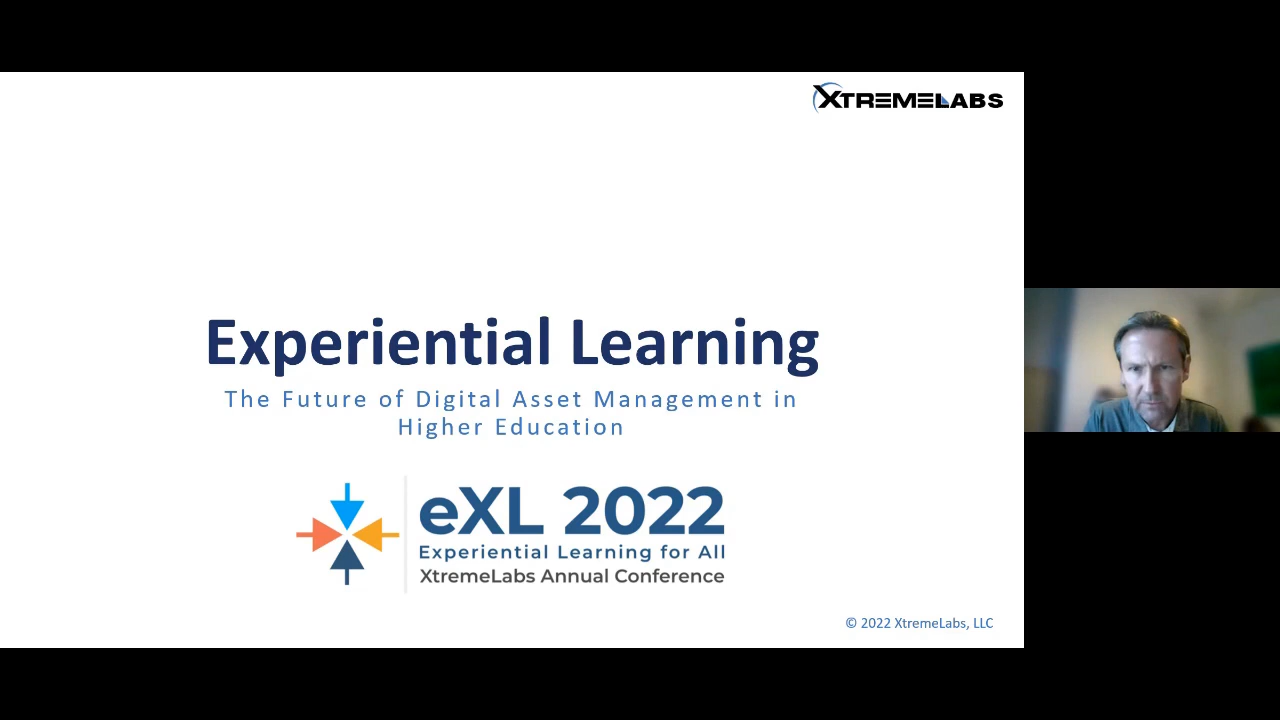 XTREMELABS
Experiential Learning
The Future of Digital Asset Management in
Higher Education
eXL 2022
Experiential Learning for All
XtremeLabs Annual Conference
© 2022 XtremeLabs, LLC